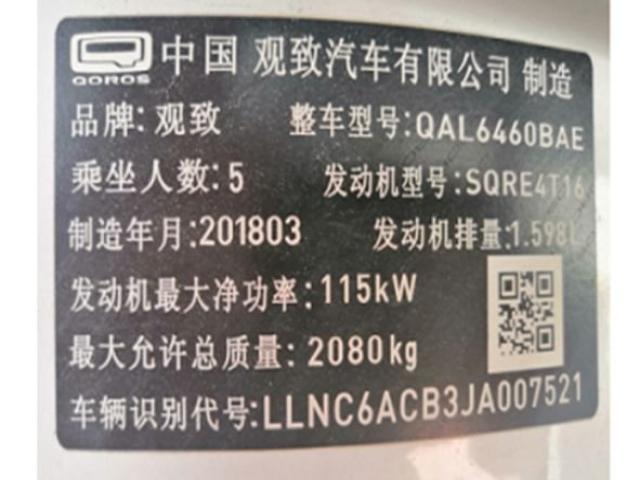 QOROS 中国 观致汽车有限公司 制造
品牌: 观致 整车型号:QAL6460BAE
乘坐人数:5 发动机型号:SQRE4T16
制造年月:201803 发动机排量:1.598L
发动机最大净功率:115kW
最大允许总质量: 2080kg
车辆识别代号:LLNC6ACB3JA007521